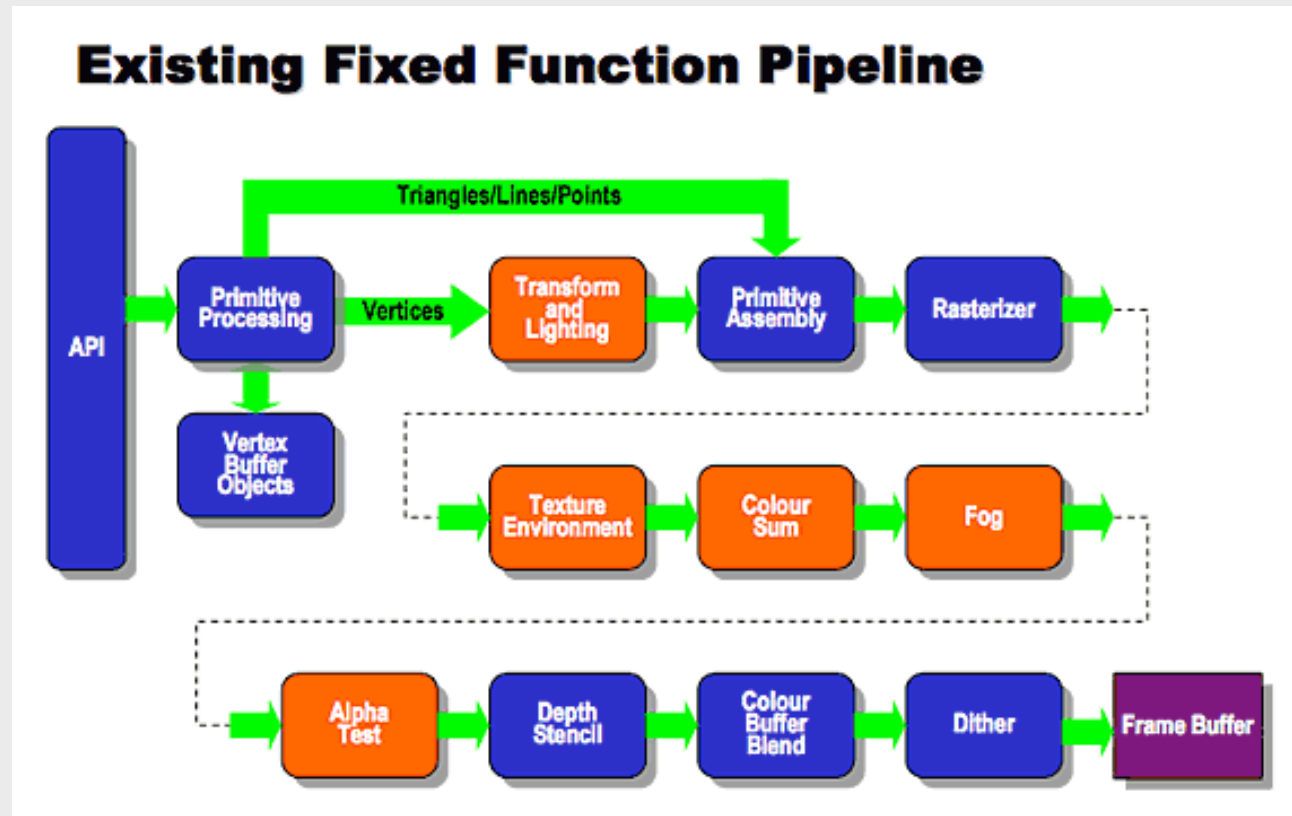 Existing Fixed Function Pipeline
Triangles/Lines/Points
API
Primitive
Processing
Vertices
Transform
and
Lighting
Primitive
Assembly
Rasterizer
Vertex
Buffer
Objects
Texture
Environment
Colour
Sum
Fog
Alpha
Test
Depth
Stencil
Colour
Buffer
Blend
Dither
Frame Buffer